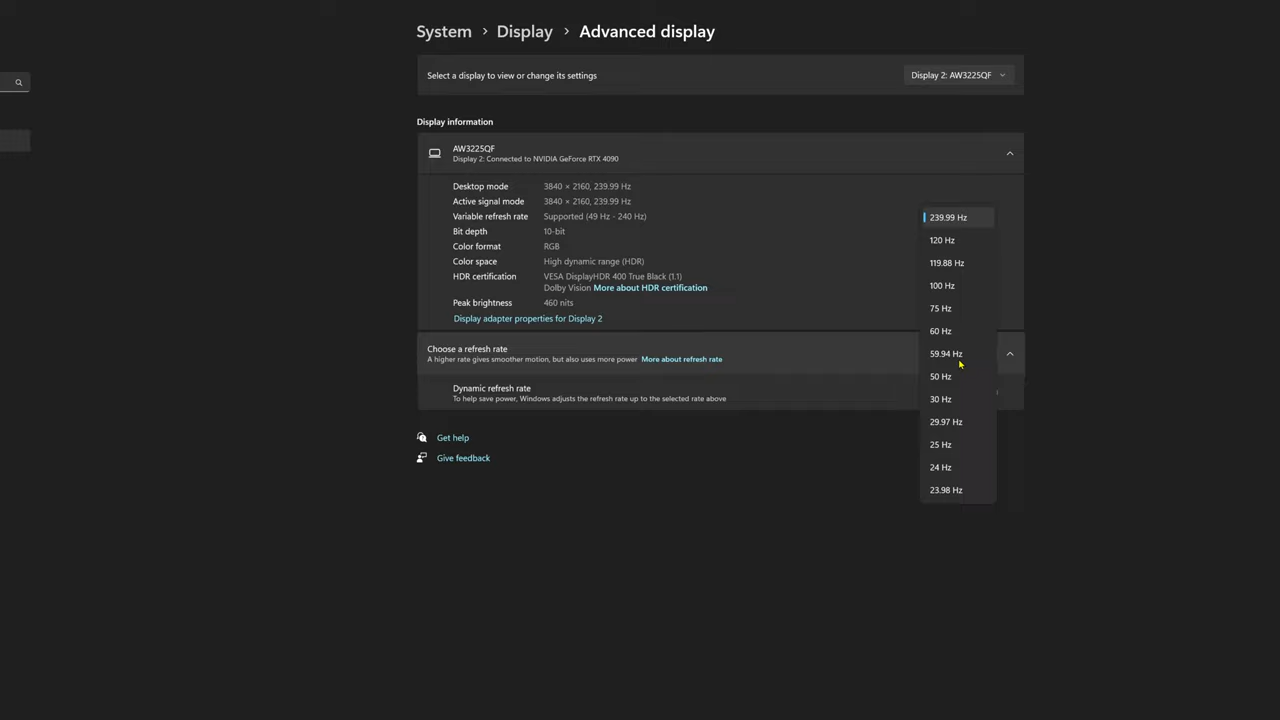 System > Display > Advanced display
Select a display to view or change its settings
Display 2: AW3225QF
Display information
AW3225QF
Display 2: Connected to NVIDIA GeForce RTX 4090
Desktop mode 3840 × 2160, 239.99 Hz
Active signal mode 3840 × 2160, 239.99 Hz
Variable refresh rate Supported (49 Hz - 240 Hz)
Bit depth 10-bit
Color format RGB
Color space High dynamic range (HDR)
HDR certification VESA DisplayHDR 400 True Black (1.1)
Dolby Vision More about HDR certification
Peak brightness 460 nits
Display adapter properties for Display 2
Choose a refresh rate
A higher rate gives smoother motion, but also uses more power More about refresh rate
Dynamic refresh rate
To help save power, Windows adjusts the refresh rate up to the selected rate above
239.99 Hz
120 Hz
119.88 Hz
100 Hz
75 Hz
60 Hz
59.94 Hz
50 Hz
30 Hz
29.97 Hz
25 Hz
24 Hz
23.98 Hz
Get help
Give feedback